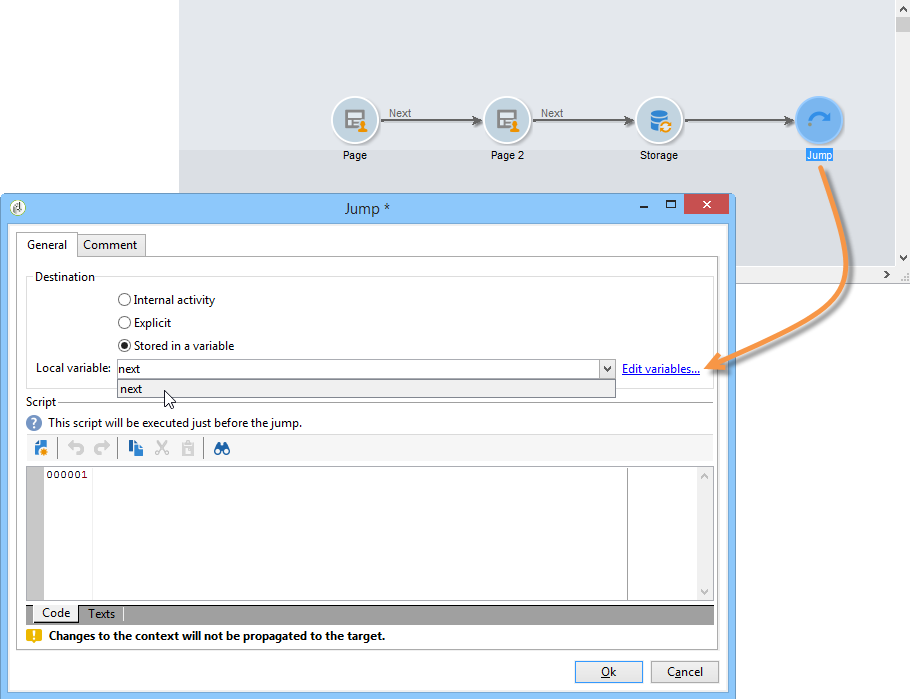 Next
Next
Page
Page 2
Storage
Jump
Jump *
General
Comment
Destination
Internal activity
Explicit
Stored in a variable
Local variable:
next
Edit variables...
next
Script
? This script will be executed just before the jump.
000001
Code
Texts
! Changes to the context will not be propagated to the target.
Ok
Cancel